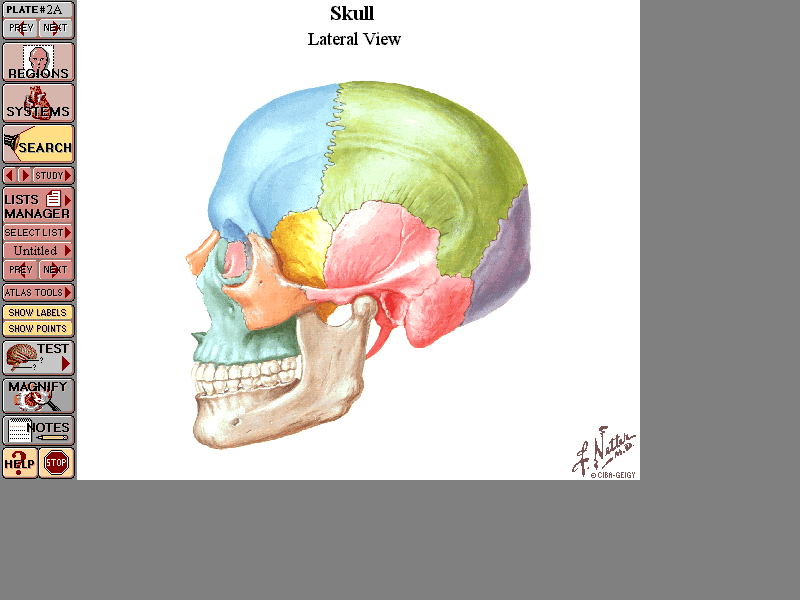 PLATE#2A
PREV NEXT
REGIONS
SYSTEMS
SEARCH
STUDY
LISTS
MANAGER
SELECT LIST
Untitled
PREV NEXT
ATLAS TOOLS
SHOW LABELS
SHOW POINTS
TEST
MAGNIFY
NOTES
HELP STOP
Skull
Lateral View
F. Netter
M.D.
©CIBA-GEIGY